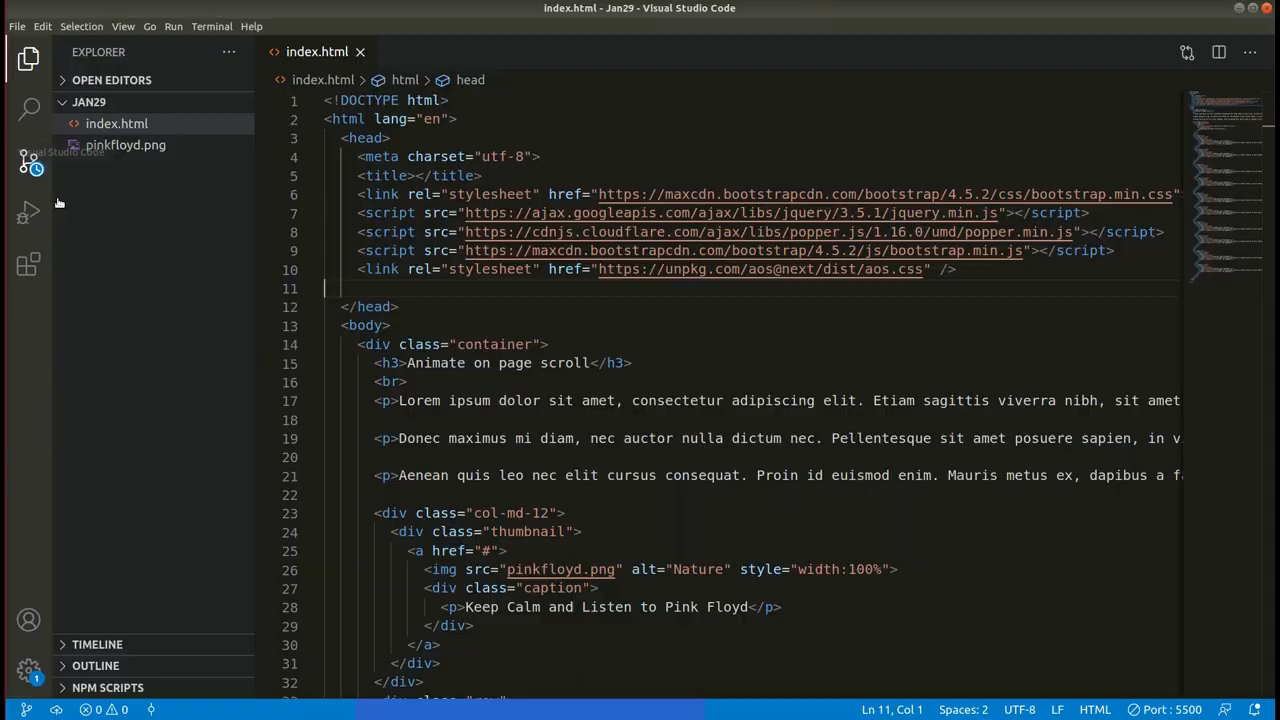 index.html - Jan29 - Visual Studio Code
File Edit Selection View Go Run Terminal Help
EXPLORER
OPEN EDITORS
JAN29
index.html
pinkfloyd.png
Visual Studio Code
TIMELINE
OUTLINE
NPM SCRIPTS
1
index.html
index.html > html > head
1 <!DOCTYPE html>
2 <html lang="en">
3 <head>
4 <meta charset="utf-8">
5 <title></title>
6 <link rel="stylesheet" href="https://maxcdn.bootstrapcdn.com/bootstrap/4.5.2/css/bootstrap.min.css"
7 <script src="https://ajax.googleapis.com/ajax/libs/jquery/3.5.1/jquery.min.js"></script>
8 <script src="https://cdnjs.cloudflare.com/ajax/libs/popper.js/1.16.0/umd/popper.min.js"></script>
9 <script src="https://maxcdn.bootstrapcdn.com/bootstrap/4.5.2/js/bootstrap.min.js"></script>
10 <link rel="stylesheet" href="https://unpkg.com/aos@next/dist/aos.css" />
11
12 </head>
13 <body>
14 <div class="container">
15 <h3>Animate on page scroll</h3>
16 <br>
17 <p>Lorem ipsum dolor sit amet, consectetur adipiscing elit. Etiam sagittis viverra nibh, sit amet
18
19 <p>Donec maximus mi diam, nec auctor nulla dictum nec. Pellentesque sit amet posuere sapien, in v
20
21 <p>Aenean quis leo nec elit cursus consequat. Proin id euismod enim. Mauris metus ex, dapibus a f
22
23 <div class="col-md-12">
24 <div class="thumbnail">
25 <a href="#">
26 <img src="pinkfloyd.png" alt="Nature" style="width:100%">
27 <div class="caption">
28 <p>Keep Calm and Listen to Pink Floyd</p>
29 </div>
30 </a>
31 </div>
32 </div>
0 0
Ln 11, Col 1 Spaces: 2 UTF-8 LF HTML Port : 5500